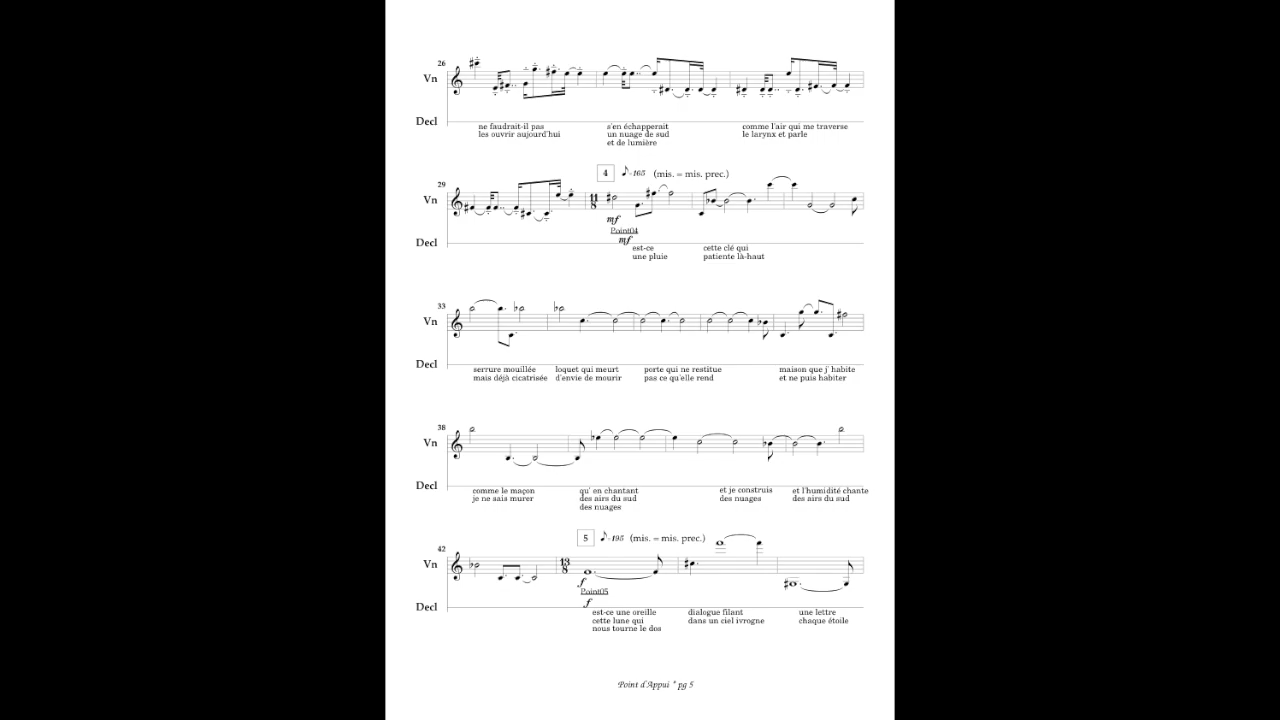 26
Vn
Decl
ne faudrait-il pas
les ouvrir aujourd'hui
s'en échapperait
un nuage de sud
et de lumière
comme l'air qui me traverse
le larynx et parle
4
=165 (mis. = mis. prec.)
29
Vn
11
8
mf
Point04
Decl
mf
est-ce
une pluie
cette clé qui
patiente là-haut
33
Vn
Decl
serrure mouillée
mais déjà cicatrisée
loquet qui meurt
d'envie de mourir
porte qui ne restitue
pas ce qu'elle rend
maison que j' habite
et ne puis habiter
38
Vn
Decl
comme le maçon
je ne sais murer
qu' en chantant
des airs du sud
des nuages
et je construis
des nuages
et l'humidité chante
des airs du sud
5
=195 (mis. = mis. prec.)
42
Vn
13
8
f
Point05
Decl
f
est-ce une oreille
cette lune qui
nous tourne le dos
dialogue filant
dans un ciel ivrogne
une lettre
chaque étoile
Point d'Appui * pg 5